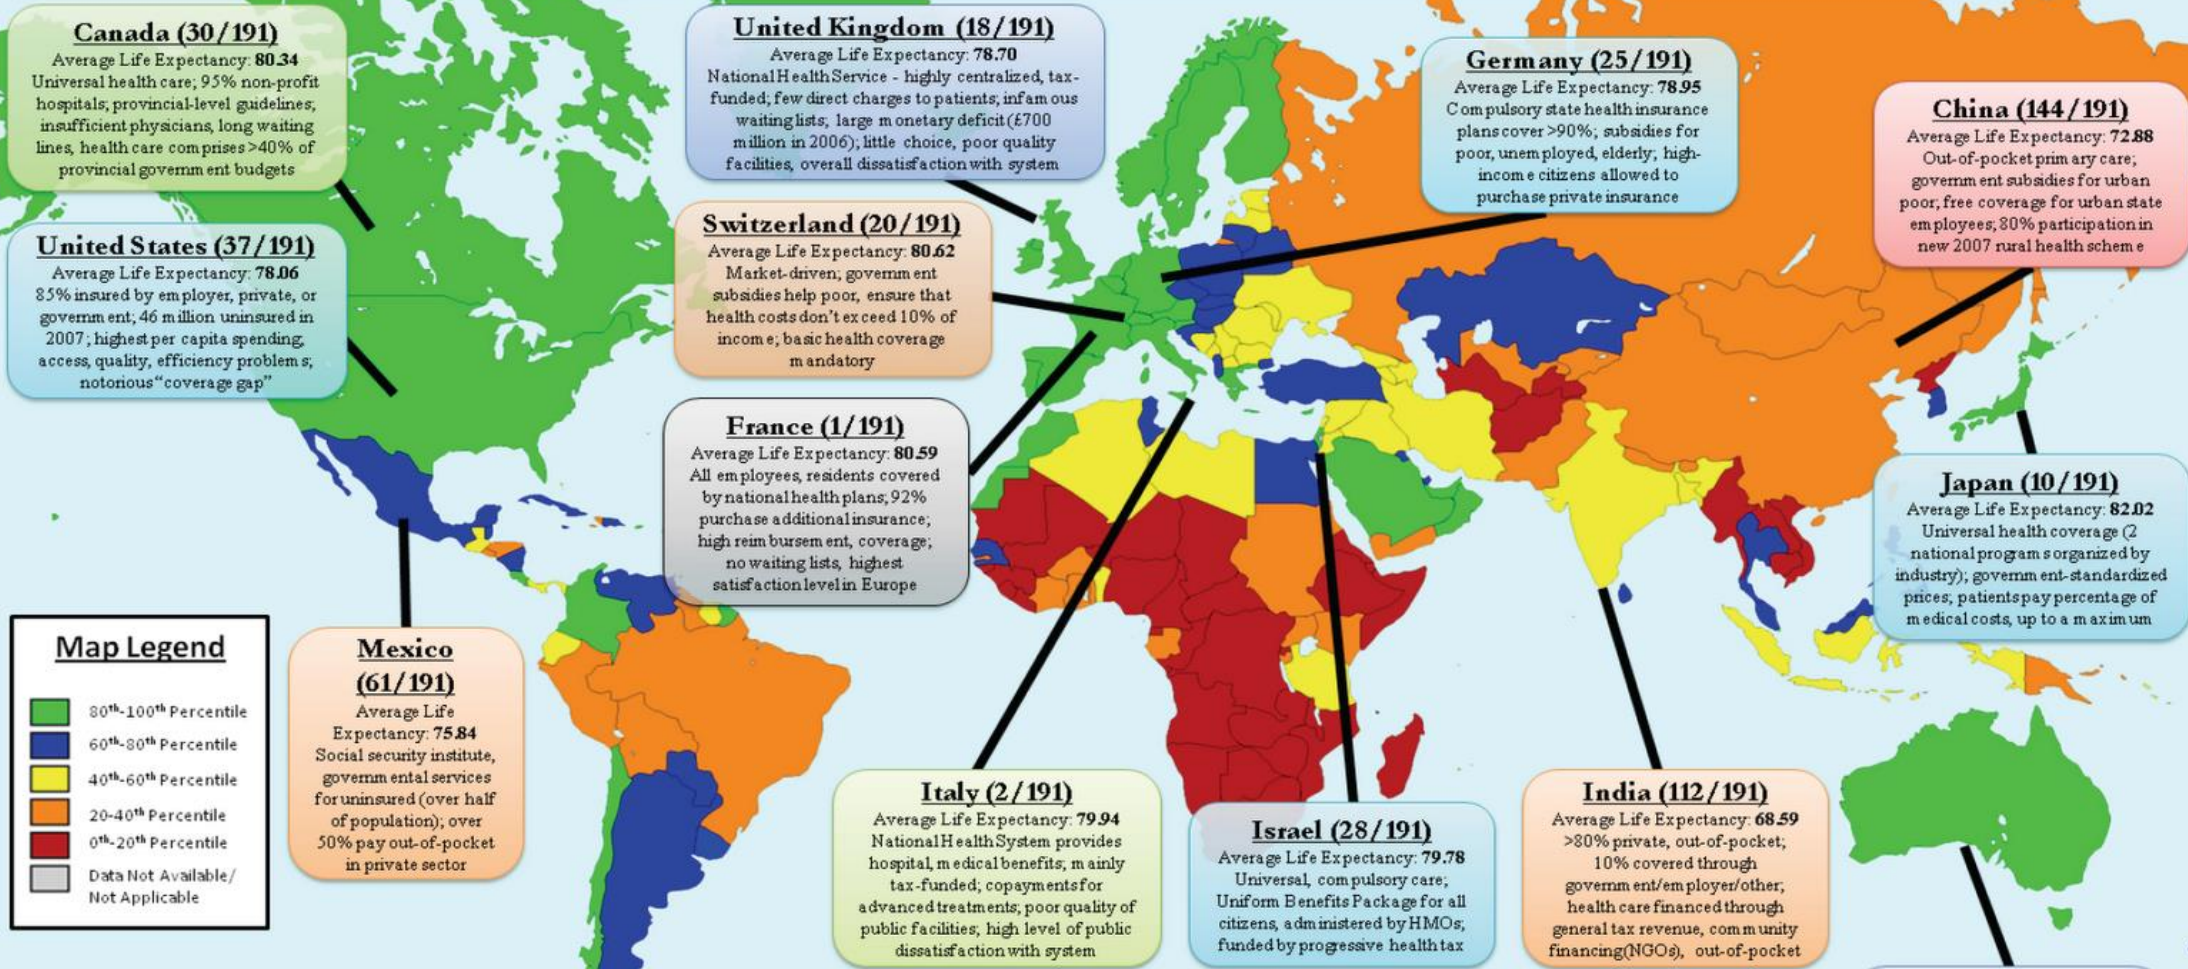 Canada (30/191)
Average Life Expectancy: 80.34
Universal health care; 95% non-profit
hospitals; provincial-level guidelines;
insufficient physicians, long waiting
lines, health care comprises >40% of
provincial government budgets
United States (37/191)
Average Life Expectancy: 78.06
85% insured by employer, private, or
government; 46 million uninsured in
2007; highest per capita spending;
access, quality, efficiency problems;
notorious "coverage gap"
United Kingdom (18/191)
Average Life Expectancy: 78.70
National Health Service - highly centralized, tax-
funded; few direct charges to patients; infamous
waiting lists; large monetary deficit (£700
million in 2006); little choice, poor quality
facilities, overall dissatisfaction with system
Switzerland (20/191)
Average Life Expectancy: 80.62
Market-driven; government
subsidies help poor, ensure that
health costs don't exceed 10% of
income; basic health coverage
mandatory
France (1/191)
Average Life Expectancy: 80.59
All employees, residents covered
by national health plans; 92%
purchase additional insurance;
high reimbursement, coverage;
no waiting lists, highest
satisfaction level in Europe
Germany (25/191)
Average Life Expectancy: 78.95
Compulsory state health insurance
plans cover >90%; subsidies for
poor, unemployed, elderly; high-
income citizens allowed to
purchase private insurance
China (144/191)
Average Life Expectancy: 72.88
Out-of-pocket primary care;
government subsidies for urban
poor; free coverage for urban state
employees; 80% participation in
new 2007 rural health scheme
Japan (10/191)
Average Life Expectancy: 82.02
Universal health coverage (2
national programs organized by
industry); government-standardized
prices; patients pay percentage of
medical costs, up to a maximum
Map Legend
80th-100th Percentile
60th-80th Percentile
40th-60th Percentile
20-40th Percentile
0th-20th Percentile
Data Not Available/
Not Applicable
Mexico
(61/191)
Average Life
Expectancy: 75.84
Social security institute,
governmental services
for uninsured (over half
of population); over
50% pay out-of-pocket
in private sector
Italy (2/191)
Average Life Expectancy: 79.94
National Health System provides
hospital, medical benefits; mainly
tax-funded; copayments for
advanced treatments; poor quality of
public facilities; high level of public
dissatisfaction with system
Israel (28/191)
Average Life Expectancy: 79.78
Universal, compulsory care;
Uniform Benefits Package for all
citizens, administered by HMOs;
funded by progressive health tax
India (112/191)
Average Life Expectancy: 68.59
>80% private, out-of-pocket;
10% covered through
government/employer/other;
health care financed through
general tax revenue, community
financing(NGOs), out-of-pocket